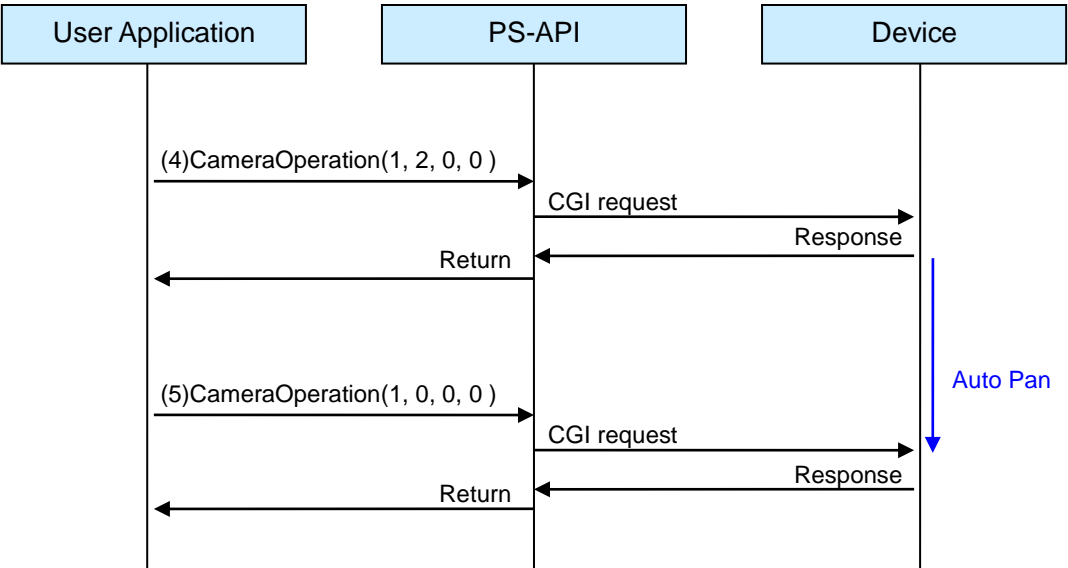 User Application
PS-API
Device
(4)CameraOperation(1, 2, 0, 0 )
CGI request
Response
Return
Auto Pan
(5)CameraOperation(1, 0, 0, 0 )
CGI request
Response
Return